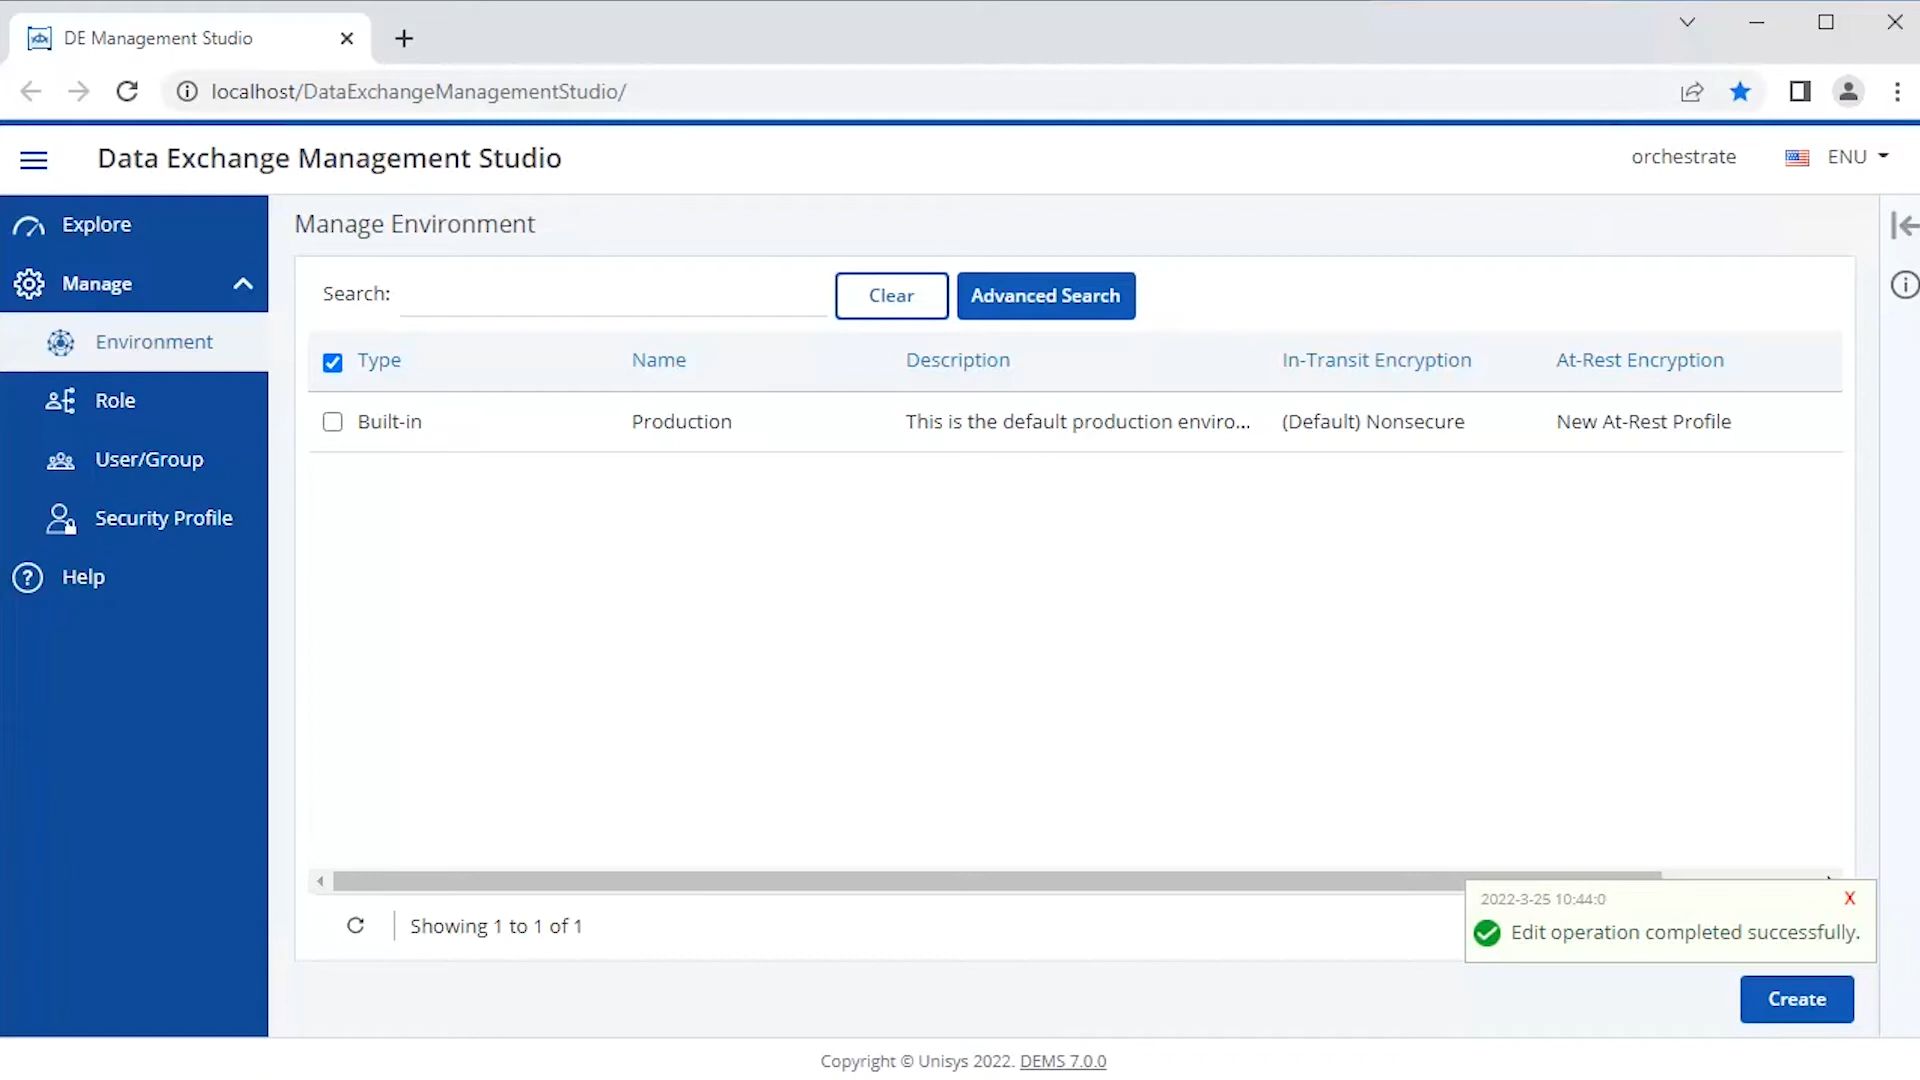 DE Management Studio
localhost/DataExchangeManagementStudio/
Data Exchange Management Studio
orchestrate
ENU
Explore
Manage
Environment
Role
User/Group
Security Profile
Help
Manage Environment
Search:
Clear
Advanced Search
Type Name Description In-Transit Encryption At-Rest Encryption
Built-in Production This is the default production enviro... (Default) Nonsecure New At-Rest Profile
Showing 1 to 1 of 1
2022-3-25 10:44:0 X
Edit operation completed successfully.
Create
Copyright © Unisys 2022. DEMS 7.0.0